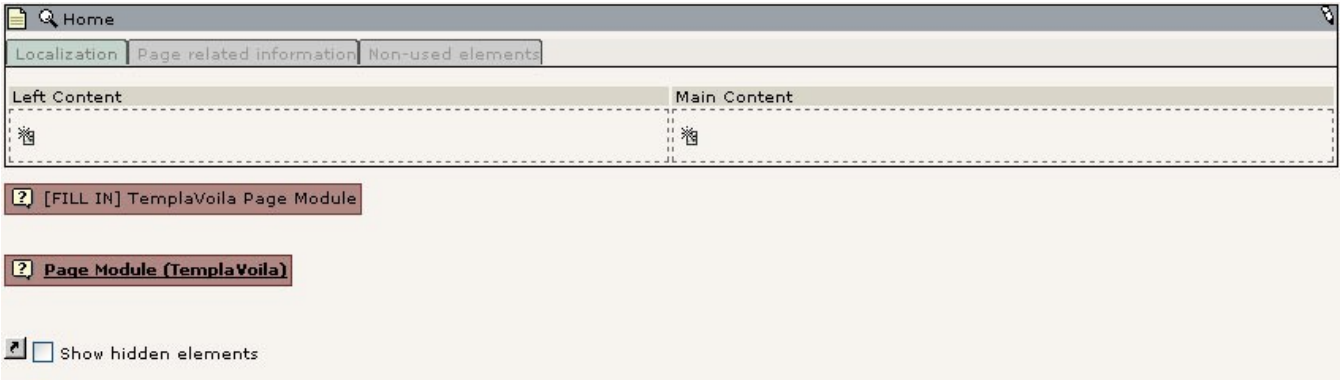 Home
Localization Page related information Non-used elements
Left Content Main Content
[FILL IN] TemplaVoila Page Module
Page Module (TemplaVoila)
Show hidden elements